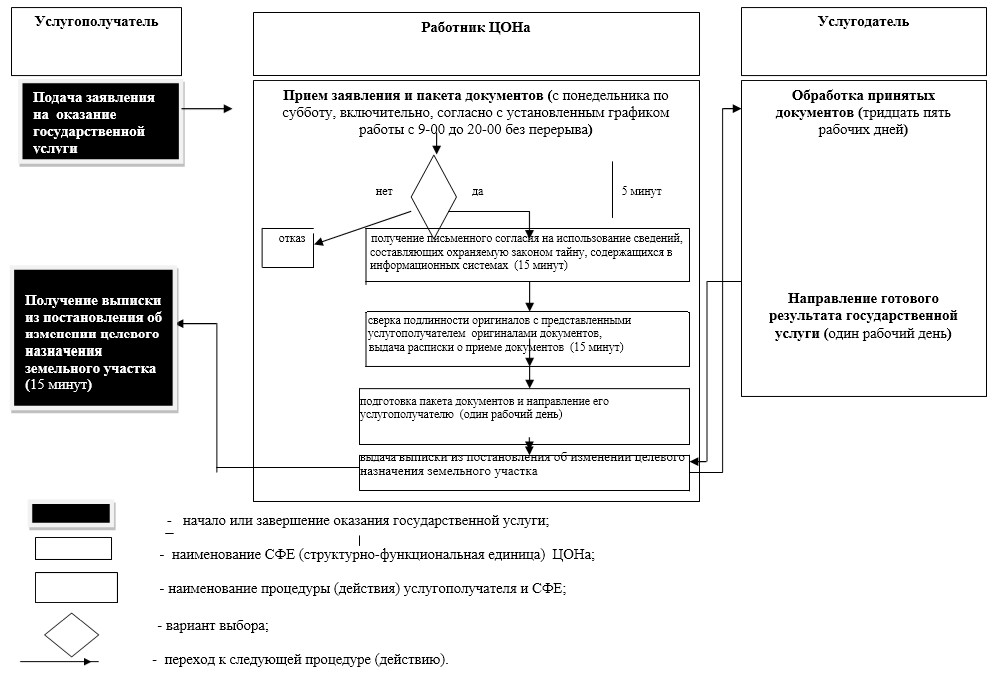 Услугополучатель
Работник ЦОНа
Услугодатель
Подача заявления
на оказание
государственной
услуги
Прием заявления и пакета документов (с понедельника по
субботу, включительно, согласно с установленным графиком
работы с 9-00 до 20-00 без перерыва)
Обработка принятых
документов (тридцать пять
рабочих дней)
нет
да
5 минут
отказ
получение письменного согласия на использование сведений,
составляющих охраняемую законом тайну, содержащихся в
информационных системах (15 минут)
Получение выписки
из постановления об
изменении целевого
назначения
земельного участка
(15 минут)
Направление готового
результата государственной
услуги (один рабочий день)
сверка подлинности оригиналов с представленными
услугополучателем оригиналами документов,
выдача расписки о приеме документов (15 минут)
подготовка пакета документов и направление его
услугополучателю (один рабочий день)
выдача выписки из постановления об изменении целевого
назначения земельного участка
- начало или завершение оказания государственной услуги;
- наименование СФЕ (структурно-функциональная единица) ЦОНа;
- наименование процедуры (действия) услугополучателя и СФЕ;
- вариант выбора;
- переход к следующей процедуре (действию).